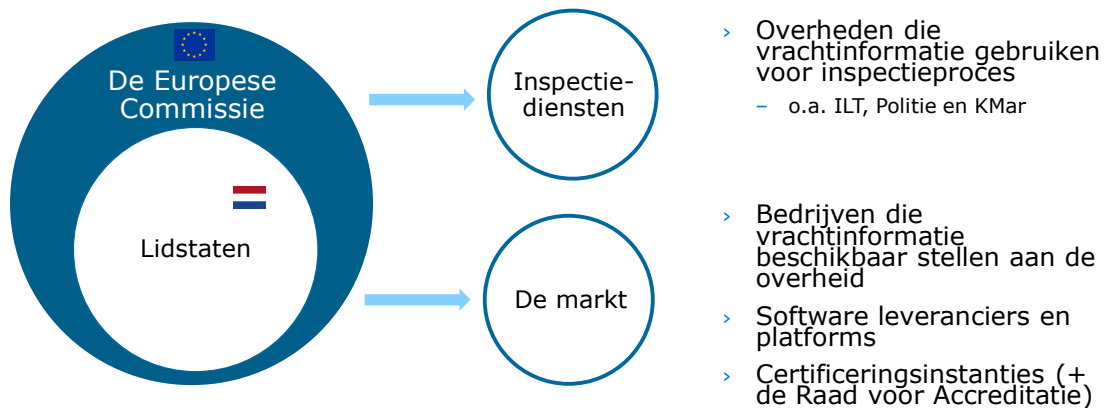 De Europese
Commissie
Lidstaten
Inspectie-
diensten
De markt
› Overheden die
vrachtinformatie gebruiken
voor inspectieproces
– o.a. ILT, Politie en KMar
› Bedrijven die
vrachtinformatie
beschikbaar stellen aan de
overheid
› Software leveranciers en
platforms
› Certificeringsinstanties (+
de Raad voor Accreditatie)